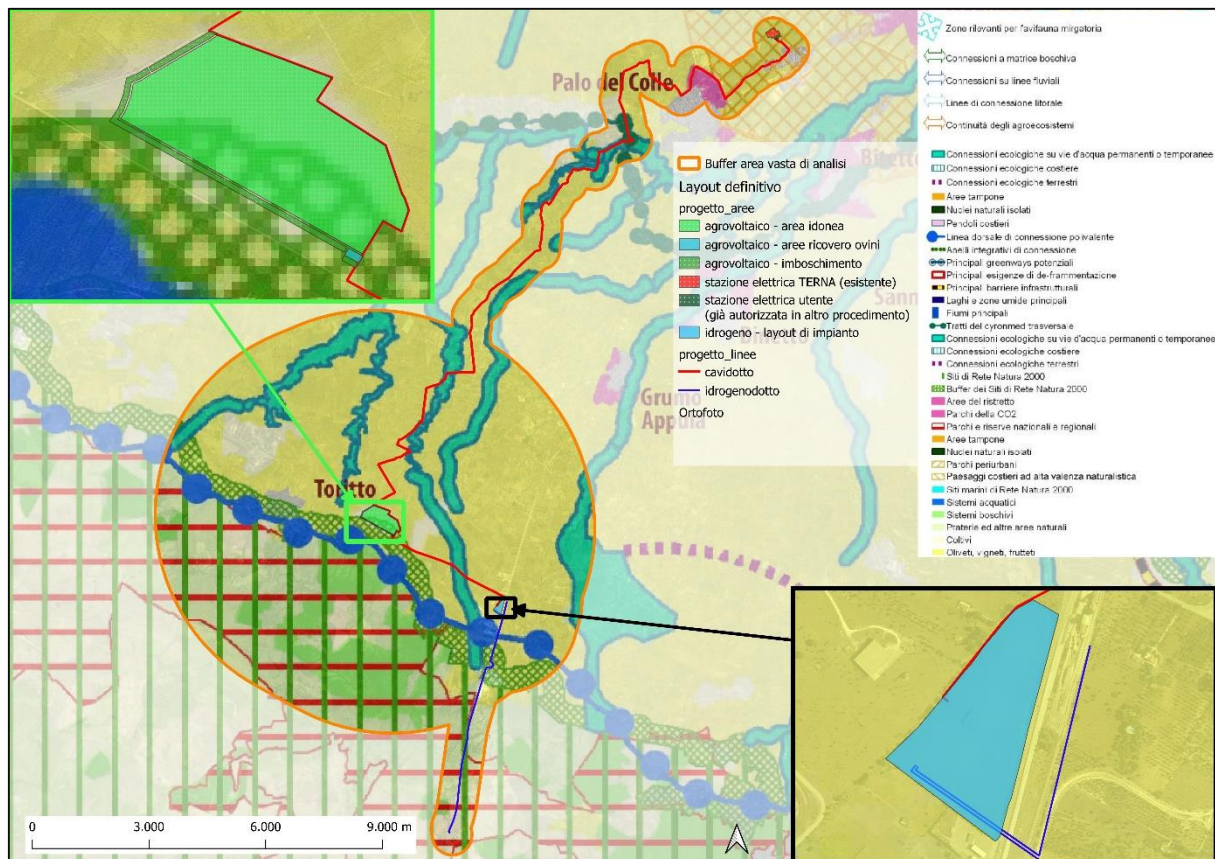 Palo del Colle
Bitetto
Binetto
Grumo
Appula
Toritto
Buffer area vasta di analisi
Layout definitivo
progetto_aree
agrovoltaico - area idonea
agrovoltaico - aree ricovero ovini
agrovoltaico - imboschimento
stazione elettrica TERNA (esistente)
stazione elettrica utente
(già autorizzata in altro procedimento)
idrogeno - layout di impianto
progetto_linee
cavidotto
idrogenodotto
Ortofoto
Zone rilevanti per l'avifauna mirgatoria
Connessioni a matrice boschiva
Connessioni su linee fluviali
Linee di connessione litorale
Continuità degli agroecosistemi
Connessioni ecologiche su vie d'acqua permanenti o temporanee
Connessioni ecologiche costiere
Connessioni ecologiche terrestri
Aree tampone
Nuclei naturali isolati
Pendoli costieri
Linea dorsale di connessione polivalente
Anelli integrativi di connessione
Principali greenways potenziali
Principali esigenze di de-frammentazione
Principali barriere infrastrutturali
Laghi e zone umide principali
Fiumi principali
Tratti del cyronmed trasversale
Connessioni ecologiche su vie d'acqua permanenti o temporanee
Connessioni ecologiche costiere
Connessioni ecologiche terrestri
Siti di Rete Natura 2000
Buffer dei Siti di Rete Natura 2000
Aree del ristretto
Parchi della CO2
Parchi e riserve nazionali e regionali
Aree tampone
Nuclei naturali isolati
Parchi periurbani
Paesaggi costieri ad alta valenza naturalistica
Siti marini di Rete Natura 2000
Sistemi acquatici
Sistemi boschivi
Praterie ed altre aree naturali
Coltivi
Oliveti, vigneti, frutteti
0 3.000 6.000 9.000 m